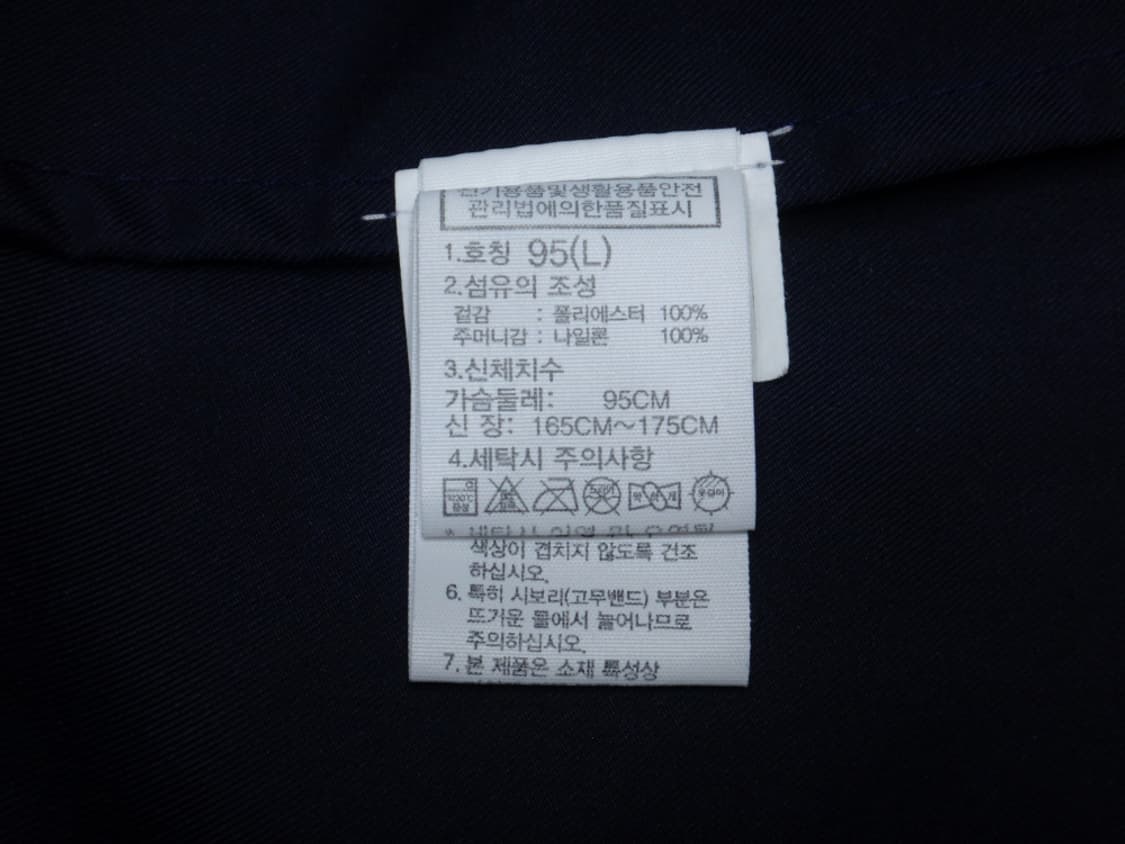 전기용품및생활용품안전
관리법에의한품질표시
1.호칭 95(L)
2.섬유의 조성
겉감 : 폴리에스터 100%
주머니감 : 나일론 100%
3.신체치수
가슴둘레: 95CM
신 장: 165CM~175CM
4.세탁시 주의사항
약하게
옷걸이
색상이 겹치지 않도록 건조
하십시오.
6. 특히 시보리(고무밴드) 부분은
뜨거운 물에서 늘어나므로
주의하십시오.
7. 본 제품은 소재 특성상